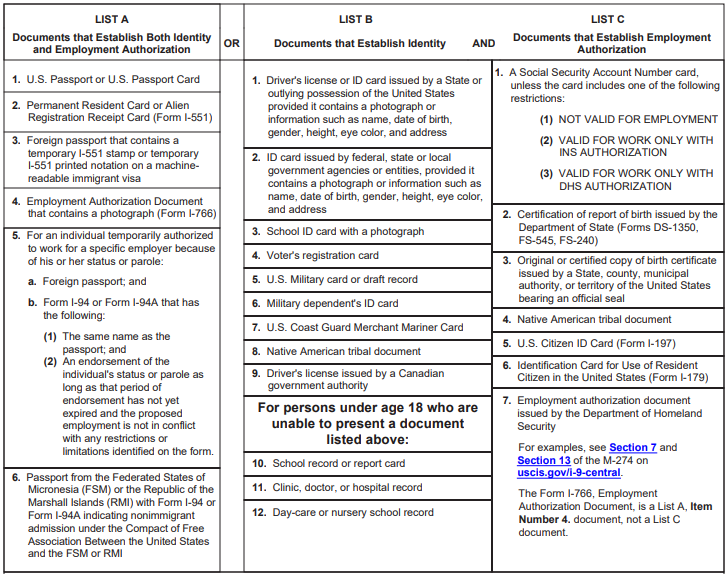 LIST A
Documents that Establish Both Identity
and Employment Authorization
OR
LIST B
Documents that Establish Identity
AND
LIST C
Documents that Establish Employment
Authorization
1. U.S. Passport or U.S. Passport Card
2. Permanent Resident Card or Alien
Registration Receipt Card (Form I-551)
3. Foreign passport that contains a
temporary I-551 stamp or temporary
I-551 printed notation on a machine-
readable immigrant visa
4. Employment Authorization Document
that contains a photograph (Form I-766)
5. For an individual temporarily authorized
to work for a specific employer because
of his or her status or parole:
a. Foreign passport; and
b. Form I-94 or Form I-94A that has
the following:
(1) The same name as the
passport; and
(2) An endorsement of the
individual's status or parole as
long as that period of
endorsement has not yet
expired and the proposed
employment is not in conflict
with any restrictions or
limitations identified on the form.
6. Passport from the Federated States of
Micronesia (FSM) or the Republic of the
Marshall Islands (RMI) with Form I-94 or
Form I-94A indicating nonimmigrant
admission under the Compact of Free
Association Between the United States
and the FSM or RMI
1. Driver's license or ID card issued by a State or
outlying possession of the United States
provided it contains a photograph or
information such as name, date of birth,
gender, height, eye color, and address
2. ID card issued by federal, state or local
government agencies or entities, provided it
contains a photograph or information such as
name, date of birth, gender, height, eye color,
and address
3. School ID card with a photograph
4. Voter's registration card
5. U.S. Military card or draft record
6. Military dependent's ID card
7. U.S. Coast Guard Merchant Mariner Card
8. Native American tribal document
9. Driver's license issued by a Canadian
government authority
For persons under age 18 who are
unable to present a document
listed above:
10. School record or report card
11. Clinic, doctor, or hospital record
12. Day-care or nursery school record
1. A Social Security Account Number card,
unless the card includes one of the following
restrictions:
(1) NOT VALID FOR EMPLOYMENT
(2) VALID FOR WORK ONLY WITH
INS AUTHORIZATION
(3) VALID FOR WORK ONLY WITH
DHS AUTHORIZATION
2. Certification of report of birth issued by the
Department of State (Forms DS-1350,
FS-545, FS-240)
3. Original or certified copy of birth certificate
issued by a State, county, municipal
authority, or territory of the United States
bearing an official seal
4. Native American tribal document
5. U.S. Citizen ID Card (Form I-197)
6. Identification Card for Use of Resident
Citizen in the United States (Form I-179)
7. Employment authorization document
issued by the Department of Homeland
Security
For examples, see Section 7 and
Section 13 of the M-274 on
uscis.gov/i-9-central.
The Form I-766, Employment
Authorization Document, is a List A, Item
Number 4. document, not a List C
document.